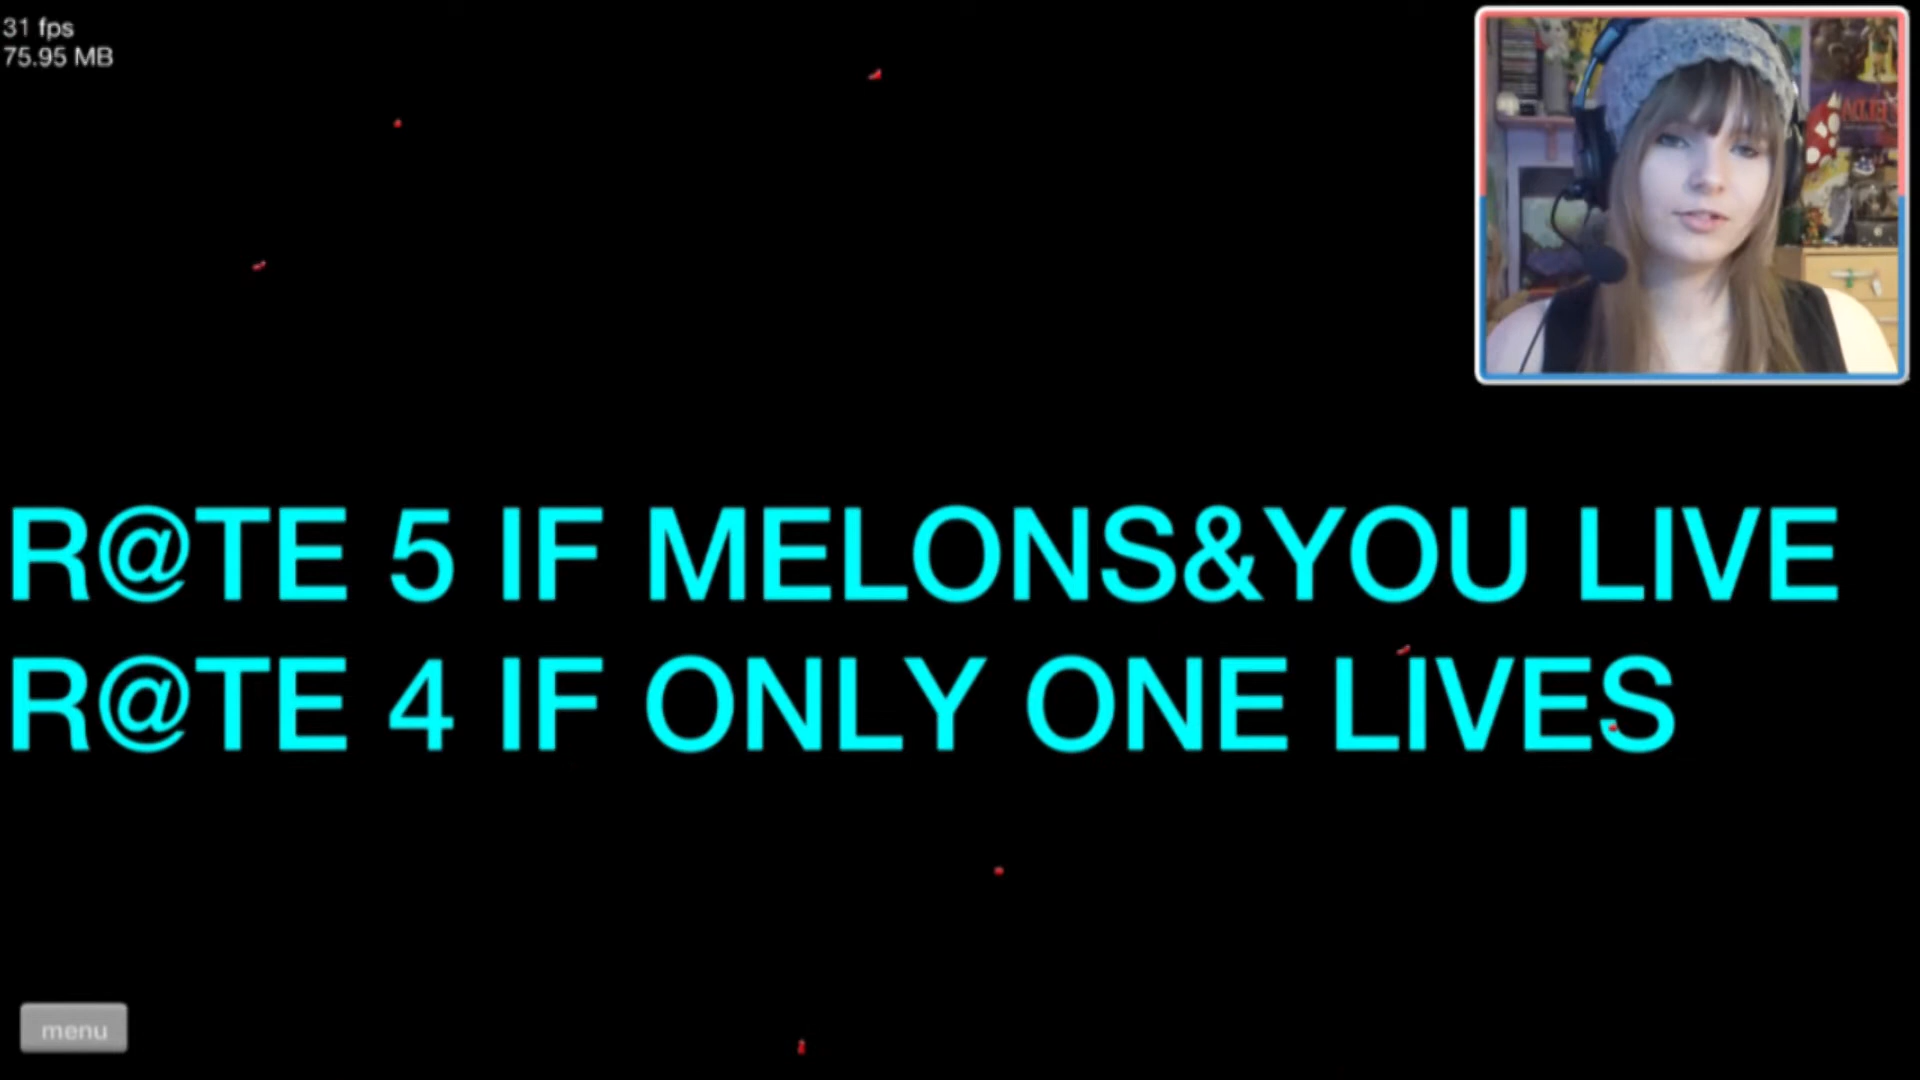 31 fps
75.95 MB
R@TE 5 IF MELONS&YOU LIVE
R@TE 4 IF ONLY ONE LIVES
menu